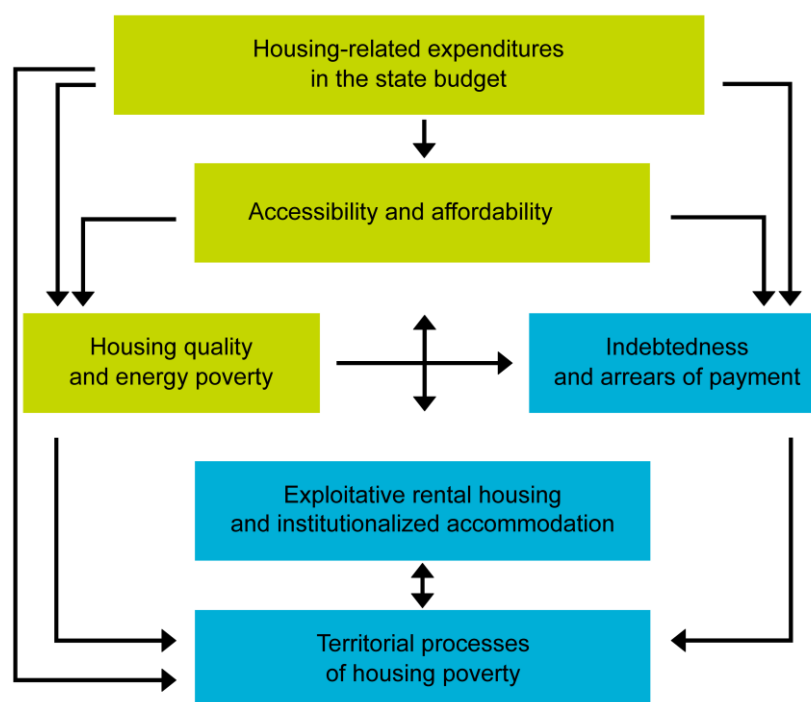 Housing-related expenditures
in the state budget
Accessibility and affordability
Housing quality
and energy poverty
Indebtedness
and arrears of payment
Exploitative rental housing
and institutionalized accommodation
Territorial processes
of housing poverty